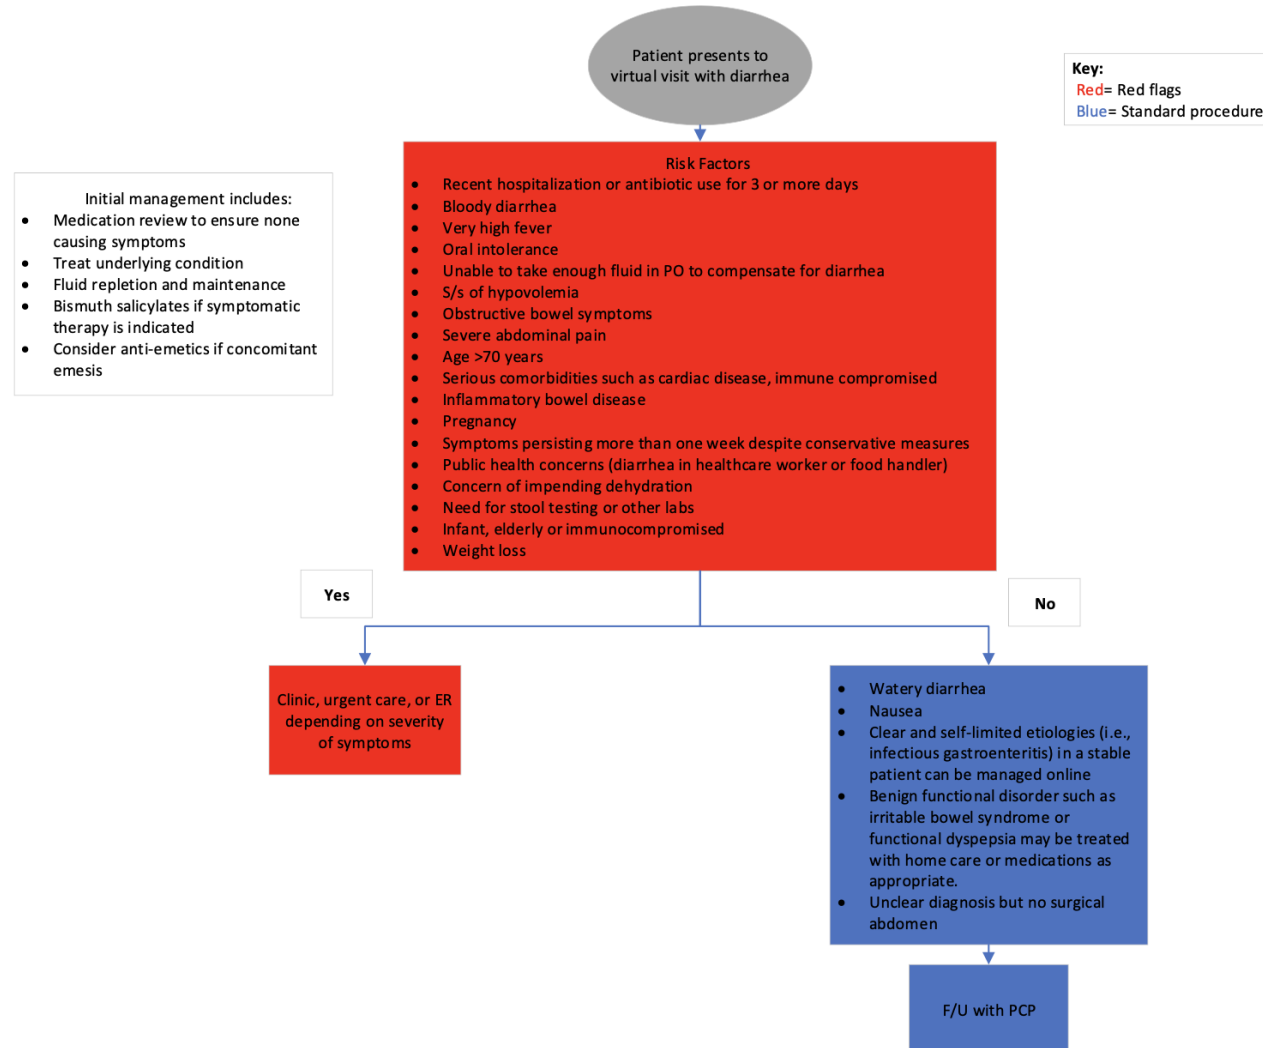 Patient presents to
virtual visit with diarrhea
Key:
Red= Red flags
Blue= Standard procedure
Initial management includes:
• Medication review to ensure none
causing symptoms
• Treat underlying condition
• Fluid repletion and maintenance
• Bismuth salicylates if symptomatic
therapy is indicated
• Consider anti-emetics if concomitant
emesis
Risk Factors
• Recent hospitalization or antibiotic use for 3 or more days
• Bloody diarrhea
• Very high fever
• Oral intolerance
• Unable to take enough fluid in PO to compensate for diarrhea
• S/s of hypovolemia
• Obstructive bowel symptoms
• Severe abdominal pain
• Age >70 years
• Serious comorbidities such as cardiac disease, immune compromised
• Inflammatory bowel disease
• Pregnancy
• Symptoms persisting more than one week despite conservative measures
• Public health concerns (diarrhea in healthcare worker or food handler)
• Concern of impending dehydration
• Need for stool testing or other labs
• Infant, elderly or immunocompromised
• Weight loss
Yes
No
Clinic, urgent care, or ER
depending on severity
of symptoms
• Watery diarrhea
• Nausea
• Clear and self-limited etiologies (i.e.,
infectious gastroenteritis) in a stable
patient can be managed online
• Benign functional disorder such as
irritable bowel syndrome or
functional dyspepsia may be treated
with home care or medications as
appropriate.
• Unclear diagnosis but no surgical
abdomen
F/U with PCP